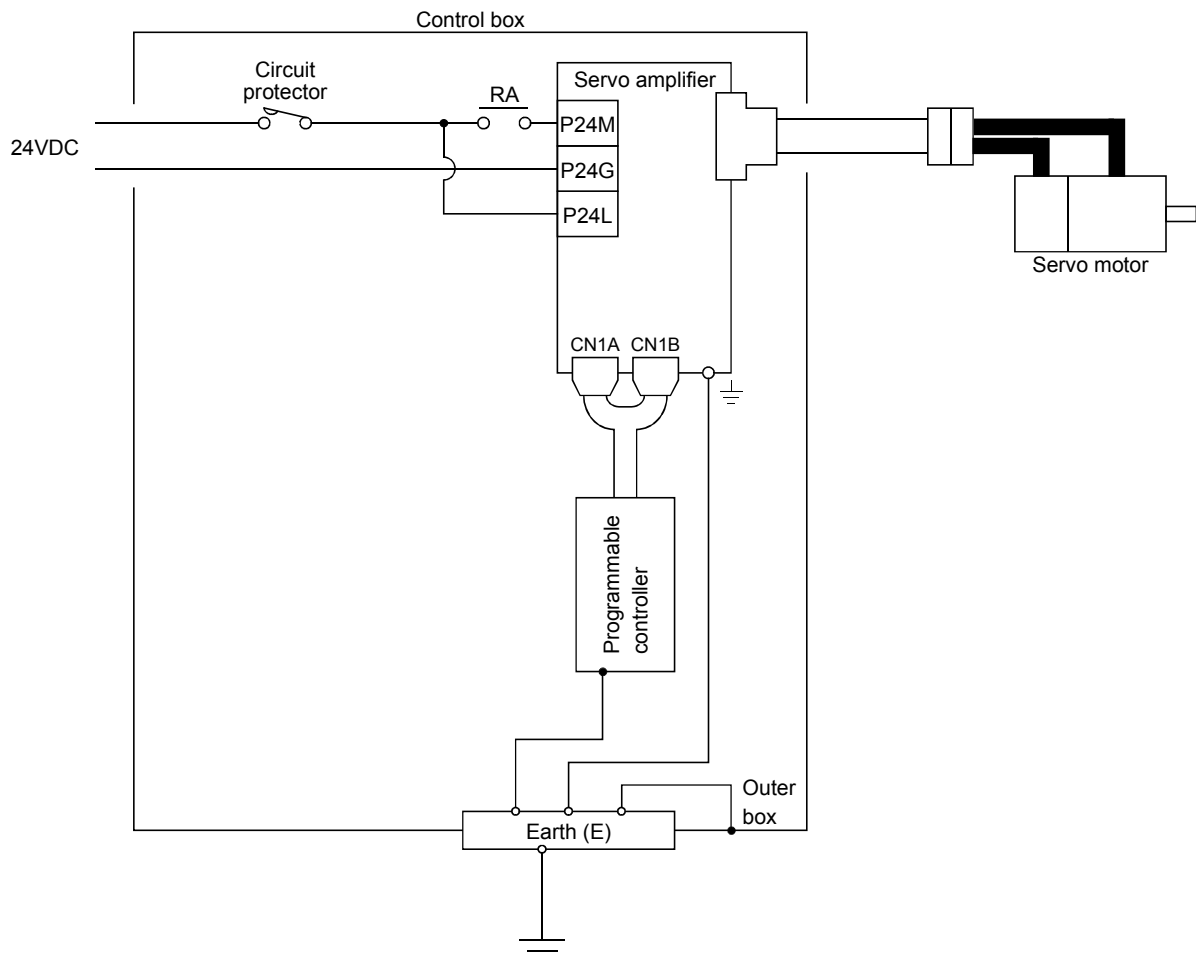 Control box
Circuit
protector
RA
Servo amplifier
24VDC
P24M
P24G
P24L
Servo motor
CN1A
CN1B
Programmable
controller
Outer
box
Earth (E)